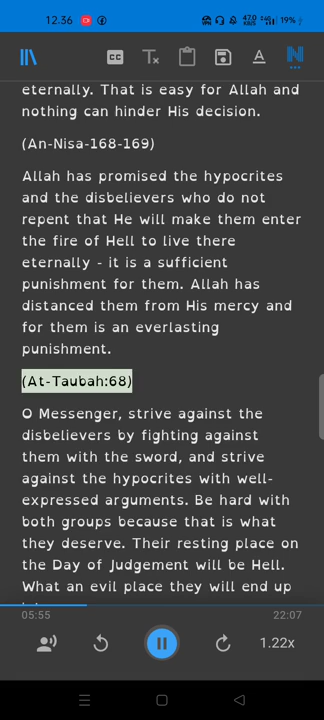 12.36
47.0 KB/S
19%
CC
eternally. That is easy for Allah and
nothing can hinder His decision.
(An-Nisa-168-169)
Allah has promised the hypocrites
and the disbelievers who do not
repent that He will make them enter
the fire of Hell to live there
eternally - it is a sufficient
punishment for them. Allah has
distanced them from His mercy and
for them is an everlasting
punishment.
(At-Taubah:68)
O Messenger, strive against the
disbelievers by fighting against
them with the sword, and strive
against the hypocrites with well-
expressed arguments. Be hard with
both groups because that is what
they deserve. Their resting place on
the Day of Judgement will be Hell.
What an evil place they will end up
05:55
22:07
1.22x